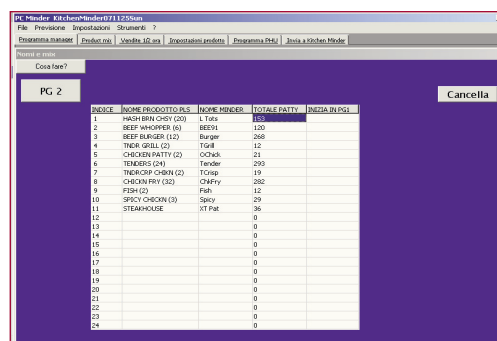 PC Minder KitchenMinder071125Sun
File Previsione Impostazioni Strumenti ?
Programma manager Product mix Vendite 1/2 ora Impostazioni prodotto Programma PHU Invia a Kitchen Minder
Nomi e mix
Cosa fare?
PG 2
Cancella
INDICE NOME PRODOTTO PLS NOME MINDER TOTALE PATTY INIZIA IN PG1
1 HASH BRN CHSY (20) L Tots 153
2 BEEF WHOPPER (6) BEE91 120
3 BEEF BURGER (12) Burger 268
4 TNDR GRILL (2) TGrill 12
5 CHICKEN PATTY (2) OChick 21
6 TENDERS (24) Tender 293
7 TNDRCRP CHIKN (2) TCrisp 19
8 CHICKN FRY (32) ChkFry 282
9 FISH (2) Fish 12
10 SPICY CHICKN (3) Spicy 29
11 STEAKHOUSE XT Pat 36
12 0
13 0
14 0
15 0
16 0
17 0
18 0
19 0
20 0
21 0
22 0
23 0
24 0